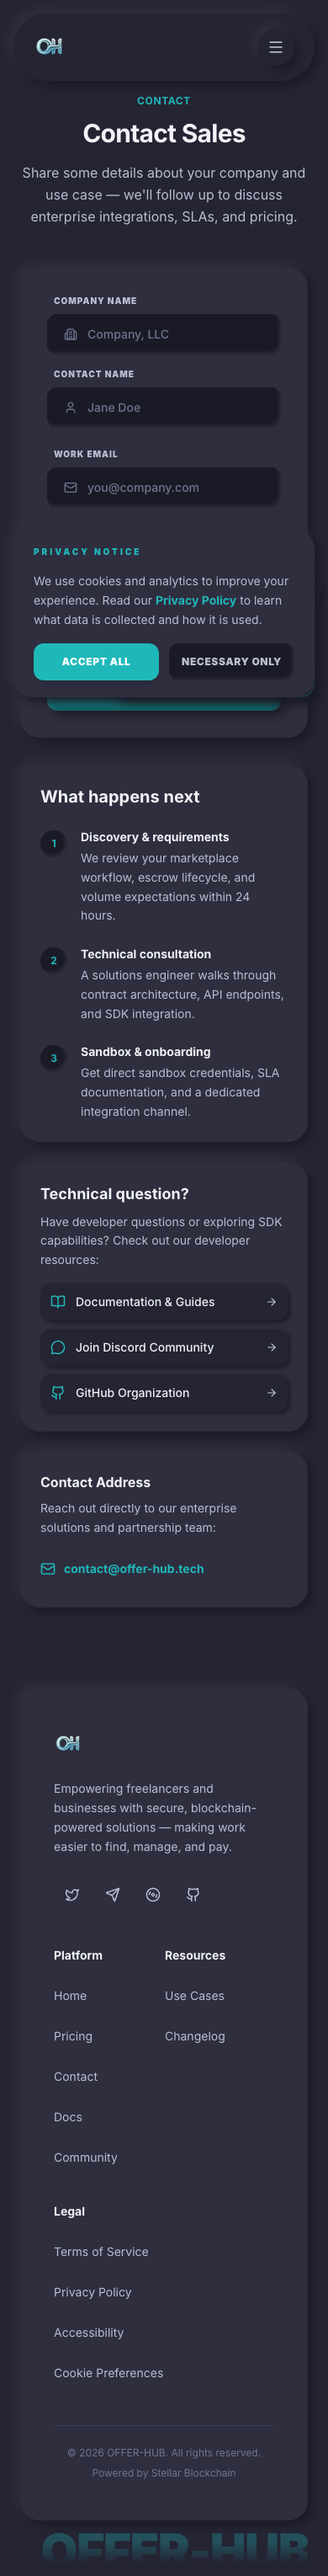 OH
CONTACT
Contact Sales
Share some details about your company and
use case — we'll follow up to discuss
enterprise integrations, SLAs, and pricing.
COMPANY NAME
Company, LLC
CONTACT NAME
Jane Doe
WORK EMAIL
you@company.com
PRIVACY NOTICE
We use cookies and analytics to improve your
experience. Read our Privacy Policy to learn
what data is collected and how it is used.
ACCEPT ALL
NECESSARY ONLY
What happens next
1
Discovery & requirements
We review your marketplace
workflow, escrow lifecycle, and
volume expectations within 24
hours.
2
Technical consultation
A solutions engineer walks through
contract architecture, API endpoints,
and SDK integration.
3
Sandbox & onboarding
Get direct sandbox credentials, SLA
documentation, and a dedicated
integration channel.
Technical question?
Have developer questions or exploring SDK
capabilities? Check out our developer
resources:
Documentation & Guides
Join Discord Community
GitHub Organization
Contact Address
Reach out directly to our enterprise
solutions and partnership team:
contact@offer-hub.tech
OH
Empowering freelancers and
businesses with secure, blockchain-
powered solutions — making work
easier to find, manage, and pay.
Platform
Home
Pricing
Contact
Docs
Community
Resources
Use Cases
Changelog
Legal
Terms of Service
Privacy Policy
Accessibility
Cookie Preferences
© 2026 OFFER-HUB. All rights reserved.
Powered by Stellar Blockchain
OFFER-HUB